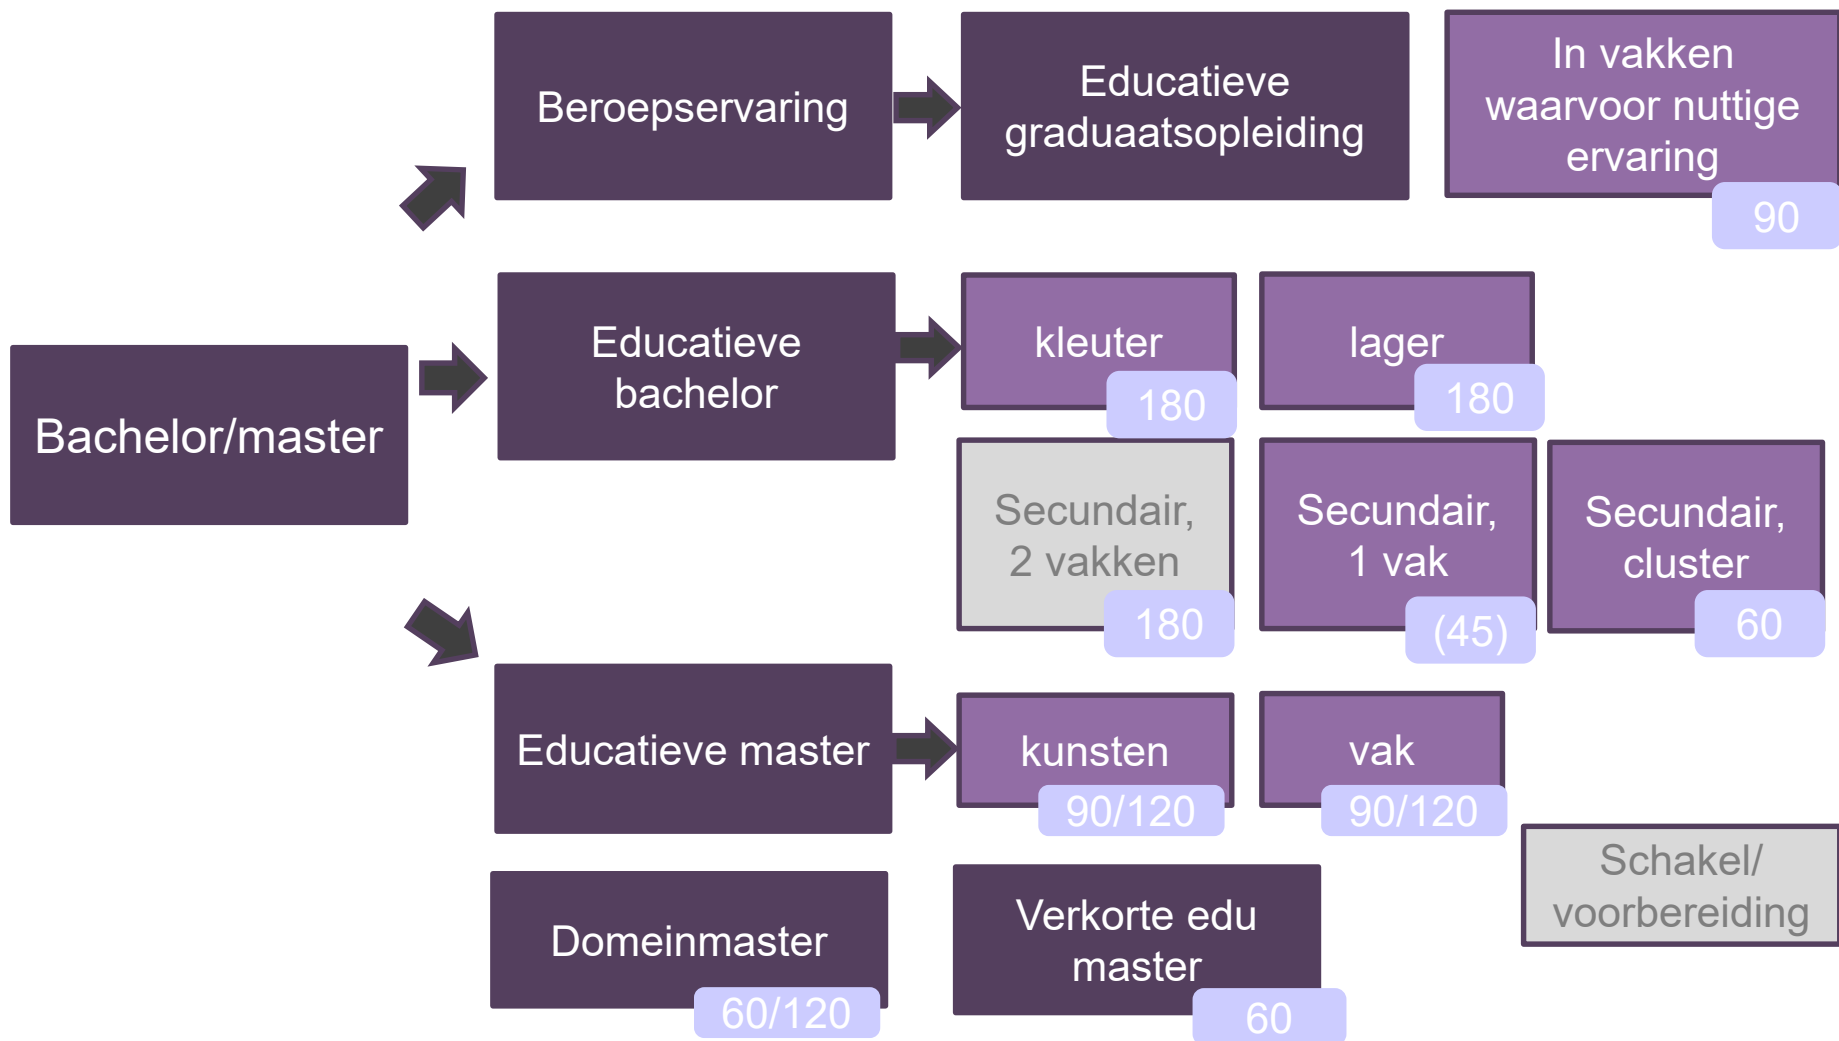 Beroepservaring
Educatieve
graduaatsopleiding
In vakken
waarvoor nuttige
ervaring
90
Bachelor/master
Educatieve
bachelor
kleuter
180
lager
180
Secundair,
2 vakken
180
Secundair,
1 vak
(45)
Secundair,
cluster
60
Educatieve master
kunsten
90/120
vak
90/120
Schakel/
voorbereiding
Domeinmaster
60/120
Verkorte edu
master
60